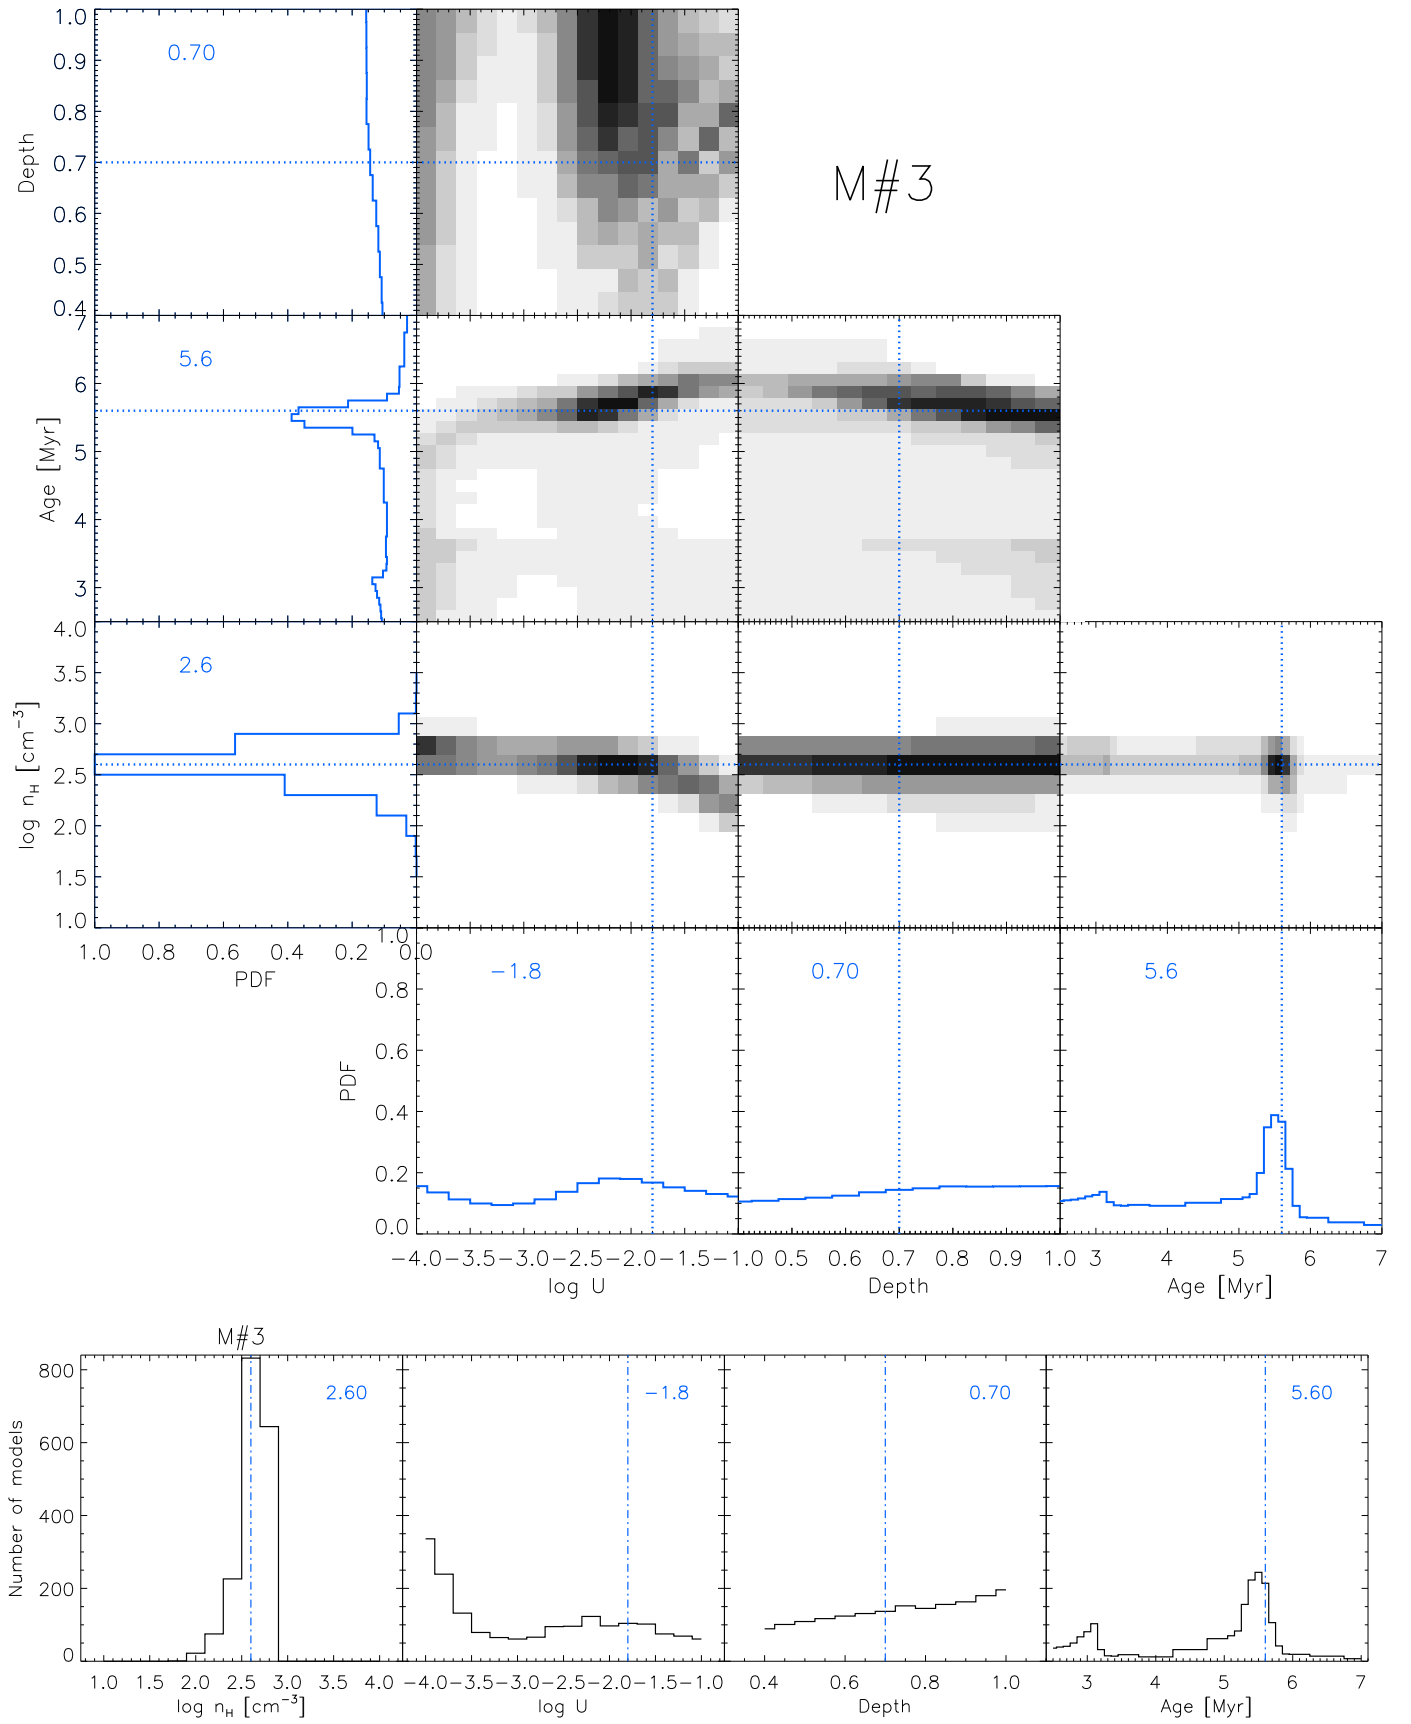 1.0
0.9
0.8
0.7
0.6
0.5
0.4
Depth
0.70
M#3
7
6
5
4
3
Age [Myr]
5.6
4.0
3.5
3.0
2.5
2.0
1.5
1.0
log n_H [cm⁻³]
2.6
1.0 0.8 0.6 0.4 0.2 0.0
PDF
1.0
0.8
0.6
0.4
0.2
0.0
PDF
−1.8 0.70 5.6
−4.0 −3.5 −3.0 −2.5 −2.0 −1.5 −1.0 0.5 0.6 0.7 0.8 0.9 1.0 3 4 5 6 7
log U Depth Age [Myr]
M#3
800
600
400
200
0
Number of models
2.60 −1.8 0.70 5.60
1.0 1.5 2.0 2.5 3.0 3.5 4.0 −4.0 −3.5 −3.0 −2.5 −2.0 −1.5 −1.0 0.4 0.6 0.8 1.0 3 4 5 6 7
log n_H [cm⁻³] log U Depth Age [Myr]